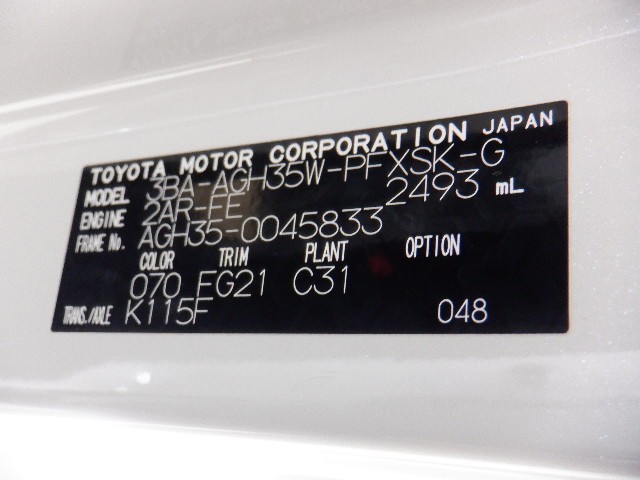 TOYOTA MOTOR CORPORATION JAPAN
MODEL 3BA-AGH35W-PFXSK-G
ENGINE 2AR-FE 2493 mL
FRAME No. AGH35-0045833
COLOR TRIM PLANT OPTION
070 FG21 C31
TRANS./AXLE K115F 048